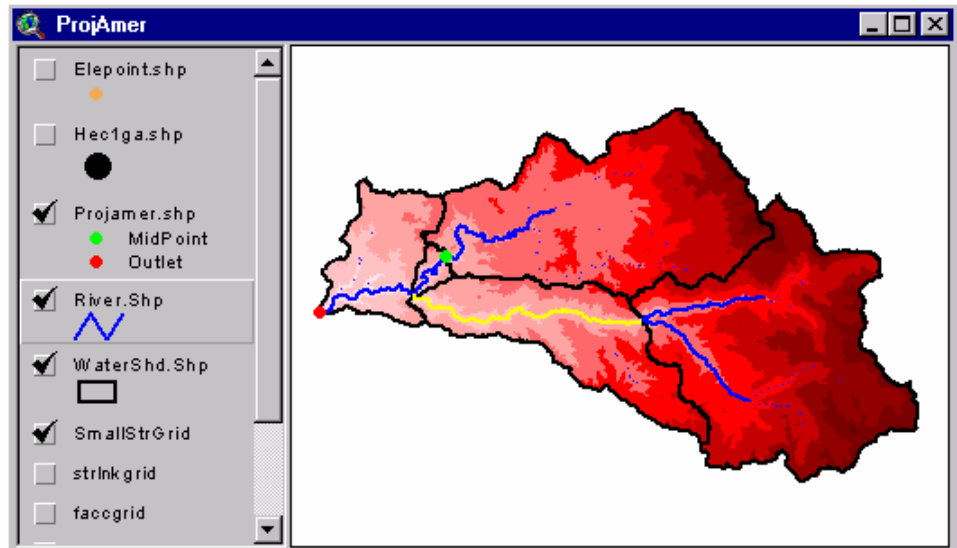 ProjAmer
Elepoint.shp
Hec1ga.shp
Projamer.shp
MidPoint
Outlet
River.Shp
WaterShd.Shp
SmallStrGrid
strlnkgrid
faccgrid